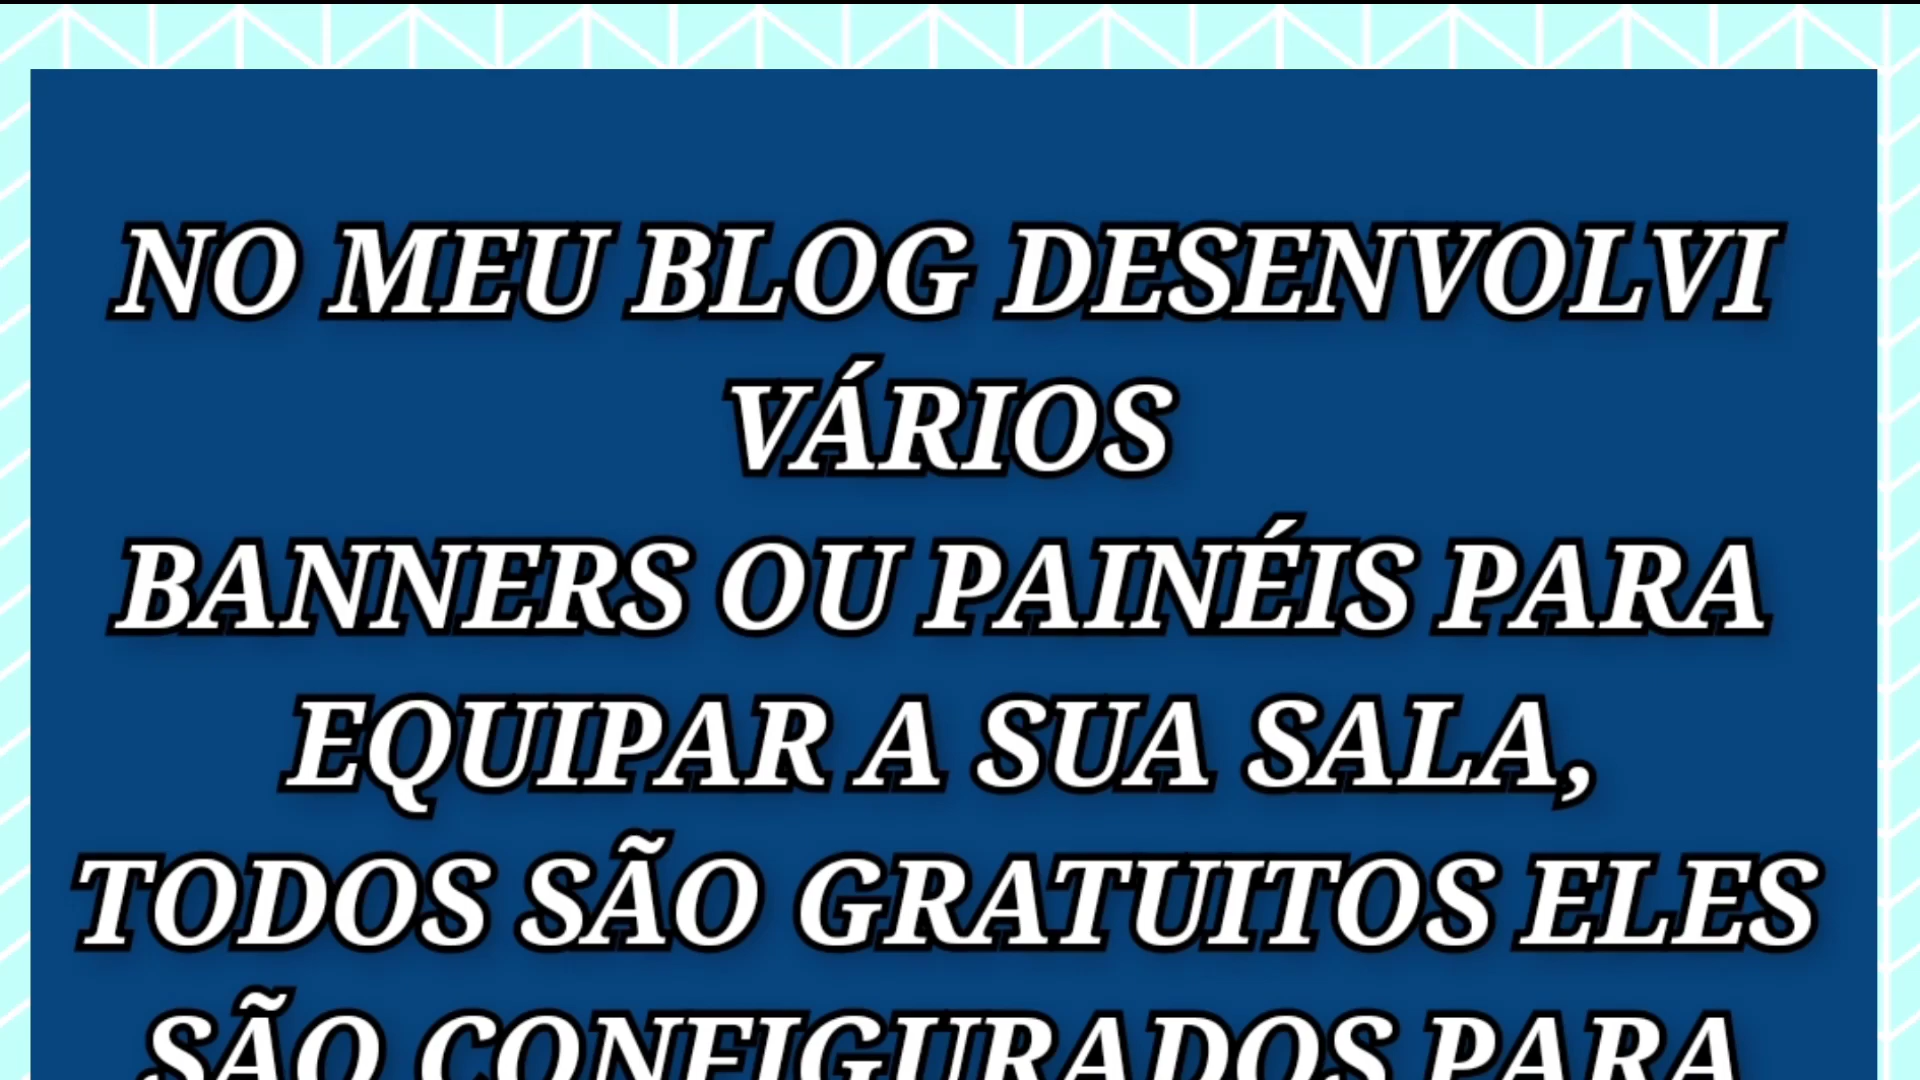 NO MEU BLOG DESENVOLVI
VÁRIOS
BANNERS OU PAINÉIS PARA
EQUIPAR A SUA SALA,
TODOS SÃO GRATUITOS ELES
SÃO CONFIGURADOS PARA